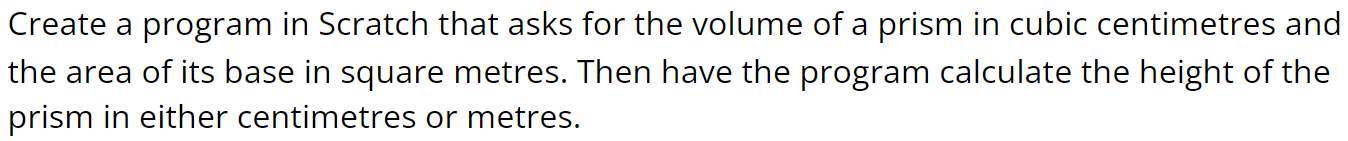 Create a program in Scratch that asks for the volume of a prism in cubic centimetres and
the area of its base in square metres. Then have the program calculate the height of the
prism in either centimetres or metres.